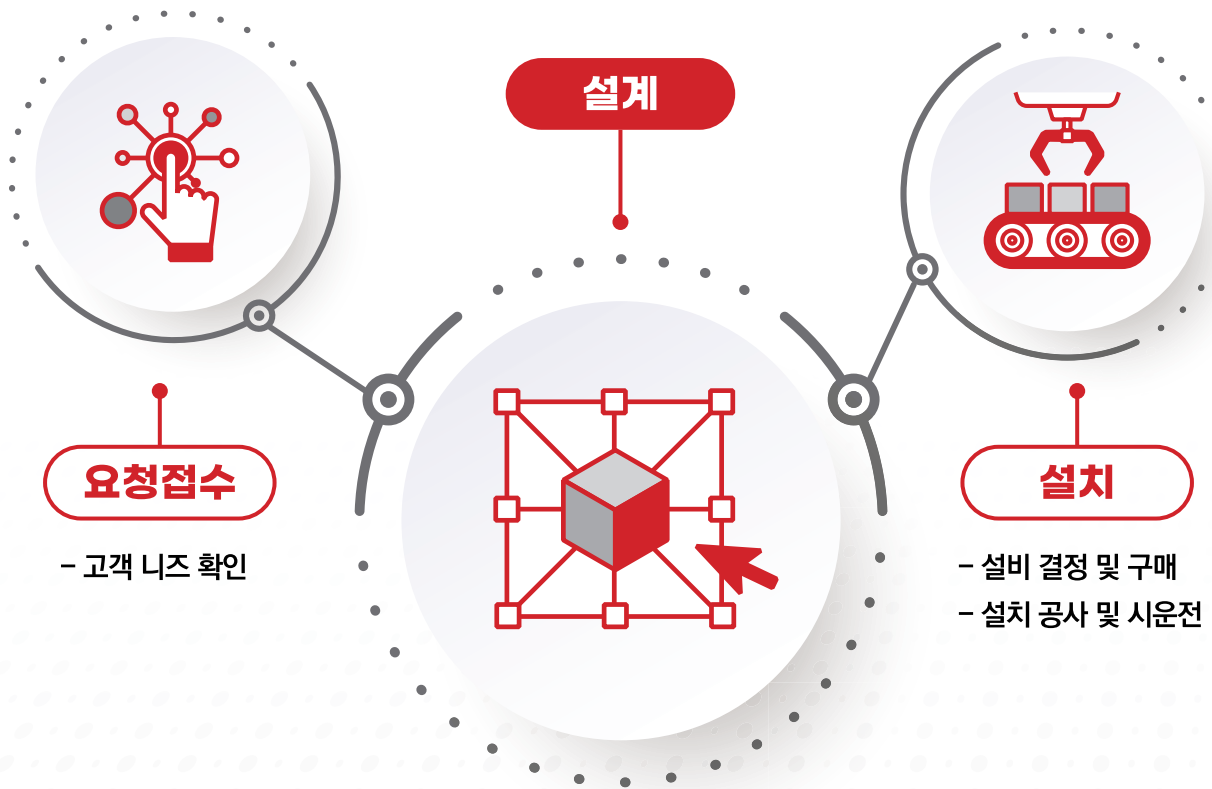 설계
요청접수
– 고객 니즈 확인
설치
– 설비 결정 및 구매
– 설치 공사 및 시운전